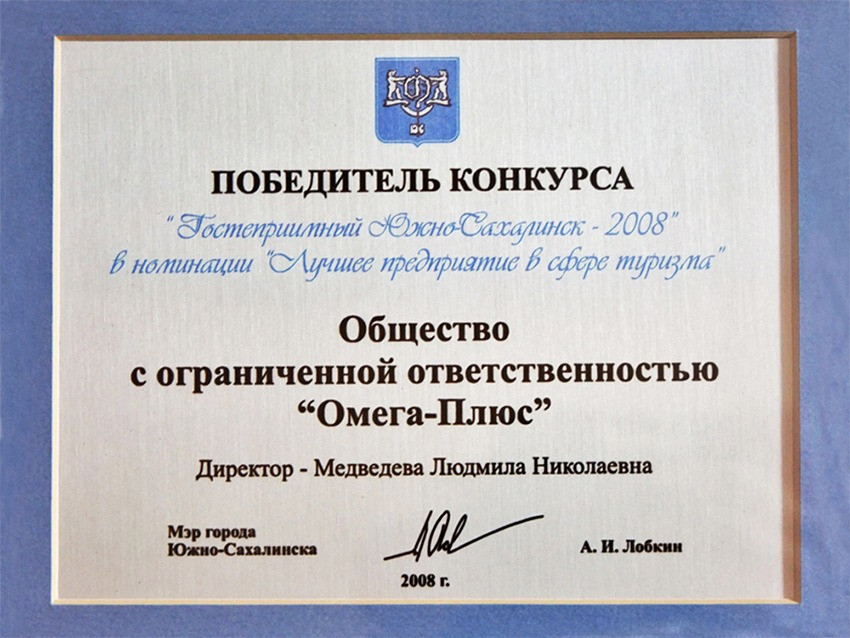 ПОБЕДИТЕЛЬ КОНКУРСА
"Гостеприимный Южно-Сахалинск - 2008"
в номинации "Лучшее предприятие в сфере туризма"
Общество
с ограниченной ответственностью
“Омега-Плюс”
Директор - Медведева Людмила Николаевна
Мэр города
Южно-Сахалинска
А. И. Лобкин
2008 г.